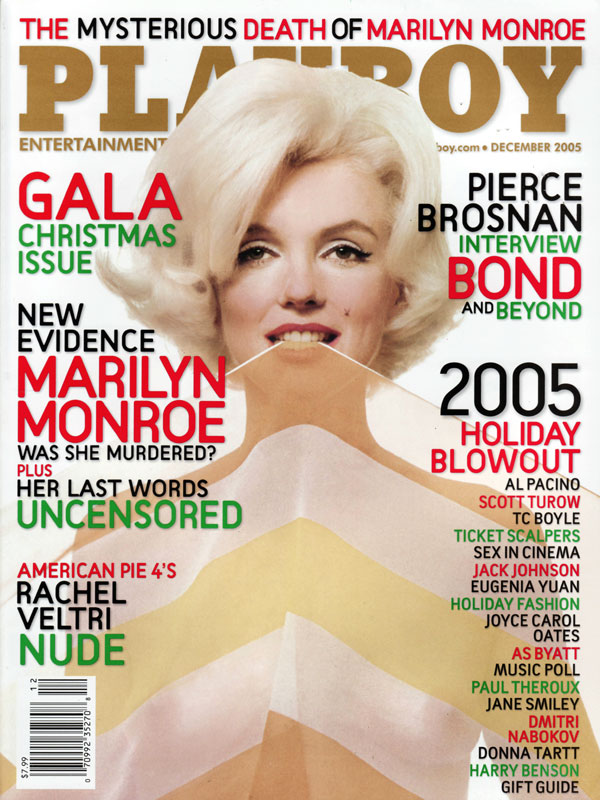 THE MYSTERIOUS DEATH OF MARILYN MONROE
PLAYBOY
ENTERTAINMENT
boy.com • DECEMBER 2005
GALA
CHRISTMAS
ISSUE
NEW
EVIDENCE
MARILYN
MONROE
WAS SHE MURDERED?
PLUS
HER LAST WORDS
UNCENSORED
AMERICAN PIE 4'S
RACHEL
VELTRI
NUDE
PIERCE
BROSNAN
INTERVIEW
BOND
AND BEYOND
2005
HOLIDAY
BLOWOUT
AL PACINO
SCOTT TUROW
TC BOYLE
TICKET SCALPERS
SEX IN CINEMA
JACK JOHNSON
EUGENIA YUAN
HOLIDAY FASHION
JOYCE CAROL
OATES
AS BYATT
MUSIC POLL
PAUL THEROUX
JANE SMILEY
DMITRI
NABOKOV
DONNA TARTT
HARRY BENSON
GIFT GUIDE
12
$7.99
0 70992 35270 8